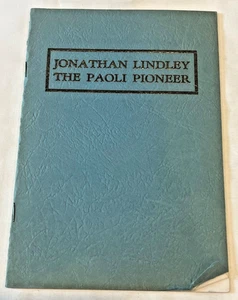 JONATHAN LINDLEY
THE PAOLI PIONEER